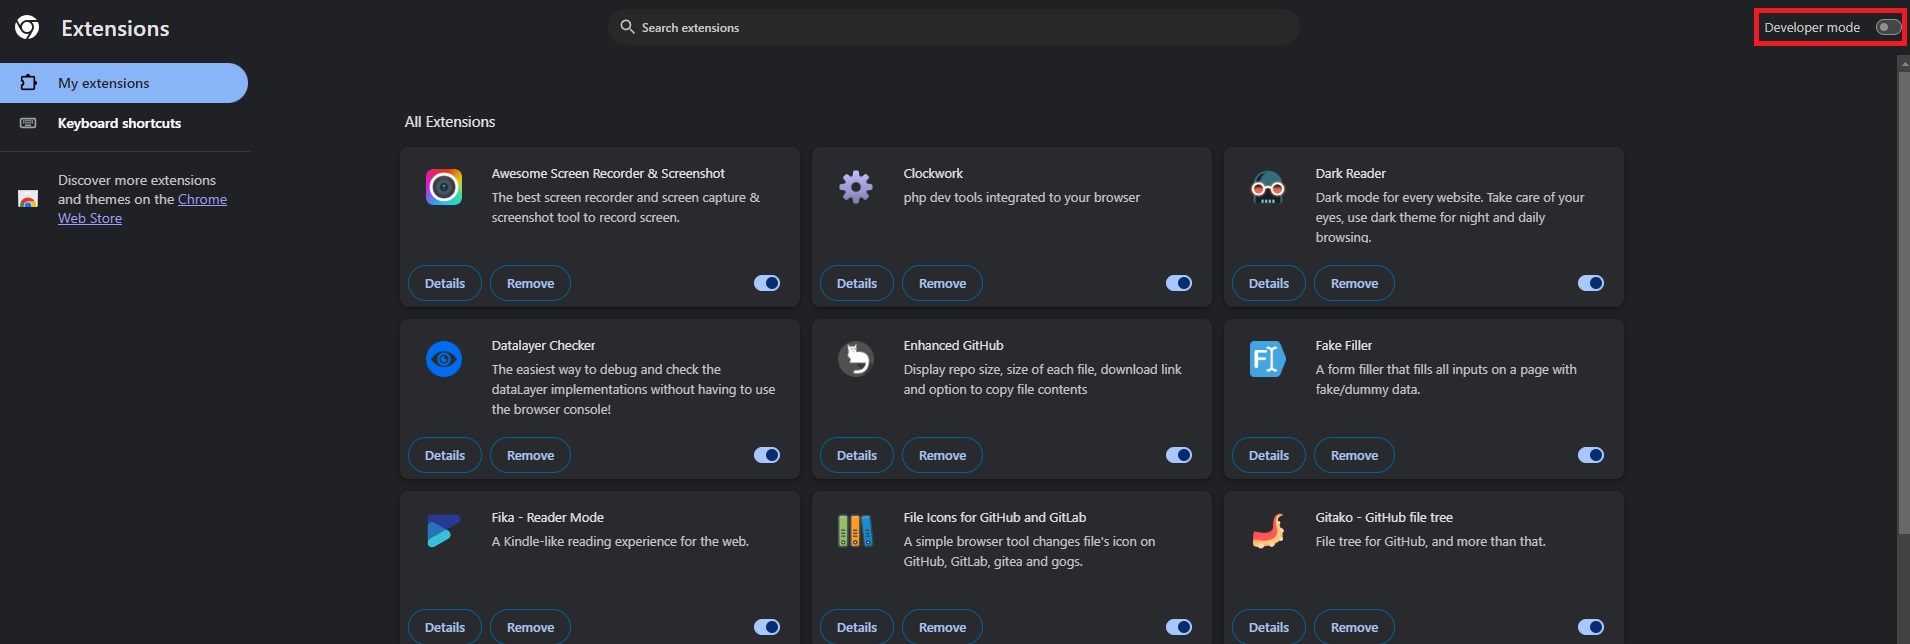 Extensions
Search extensions
Developer mode
My extensions
Keyboard shortcuts
Discover more extensions
and themes on the Chrome
Web Store
All Extensions
Awesome Screen Recorder & Screenshot
The best screen recorder and screen capture &
screenshot tool to record screen.
Details
Remove
Clockwork
php dev tools integrated to your browser
Details
Remove
Dark Reader
Dark mode for every website. Take care of your
eyes, use dark theme for night and daily
browsing.
Details
Remove
Datalayer Checker
The easiest way to debug and check the
dataLayer implementations without having to use
the browser console!
Details
Remove
Enhanced GitHub
Display repo size, size of each file, download link
and option to copy file contents
Details
Remove
Fake Filler
A form filler that fills all inputs on a page with
fake/dummy data.
Details
Remove
Fika - Reader Mode
A Kindle-like reading experience for the web.
Details
Remove
File Icons for GitHub and GitLab
A simple browser tool changes file's icon on
GitHub, GitLab, gitea and gogs.
Details
Remove
Gitako - GitHub file tree
File tree for GitHub, and more than that.
Details
Remove